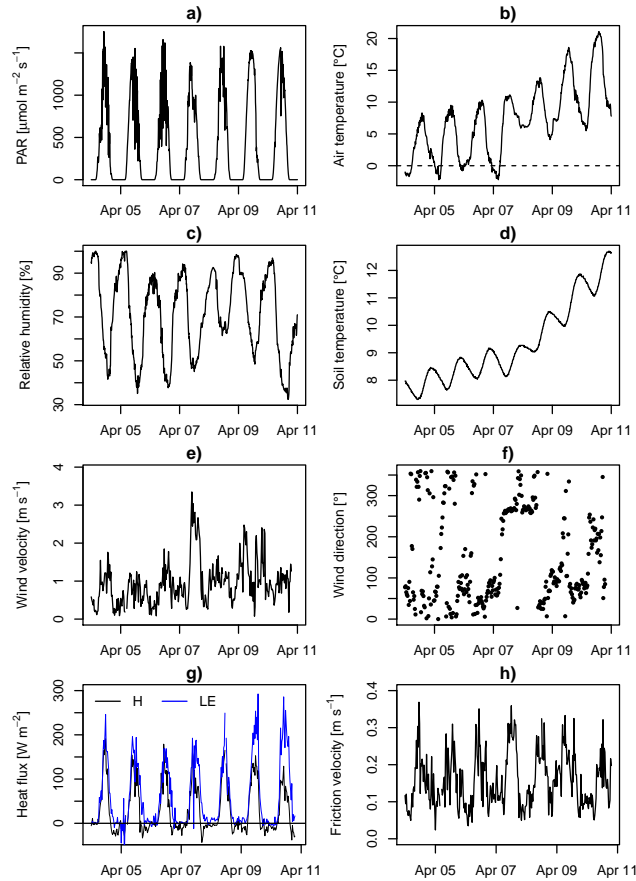 a)
PAR [µmol m−2 s−1]
0 500 1000
Apr 05 Apr 07 Apr 09 Apr 11
b)
Air temperature [°C]
0 5 10 15 20
Apr 05 Apr 07 Apr 09 Apr 11
c)
Relative humidity [%]
30 50 70 90
Apr 05 Apr 07 Apr 09 Apr 11
d)
Soil temperature [°C]
8 9 10 11 12
Apr 05 Apr 07 Apr 09 Apr 11
e)
Wind velocity [m s−1]
0 1 2 3 4
Apr 05 Apr 07 Apr 09 Apr 11
f)
Wind direction [°]
0 100 200 300
Apr 05 Apr 07 Apr 09 Apr 11
g)
Heat flux [W m−2]
0 100 200 300
H LE
Apr 05 Apr 07 Apr 09 Apr 11
h)
Friction velocity [m s−1]
0.0 0.1 0.2 0.3 0.4
Apr 05 Apr 07 Apr 09 Apr 11